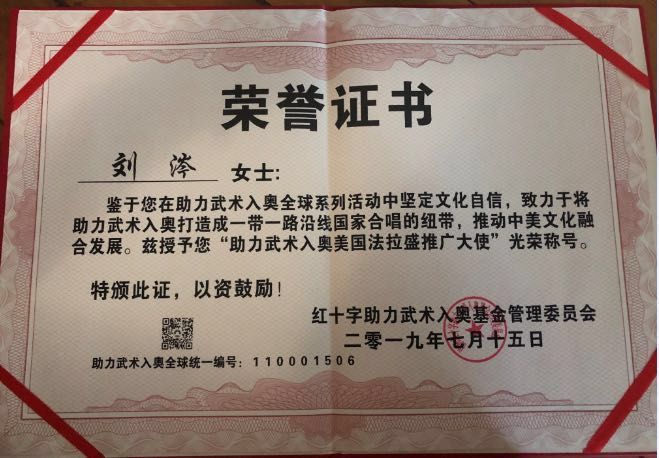 荣誉证书
刘涔 女士:
鉴于您在助力武术入奥全球系列活动中坚定文化自信，致力于将
助力武术入奥打造成一带一路沿线国家合唱的纽带，推动中美文化融
合发展。兹授予您“助力武术入奥美国法拉盛推广大使”光荣称号。
特颁此证，以资鼓励！
红十字助力武术入奥基金管理委员会
二零一九年七月十五日
助力武术入奥全球统一编号：110001506